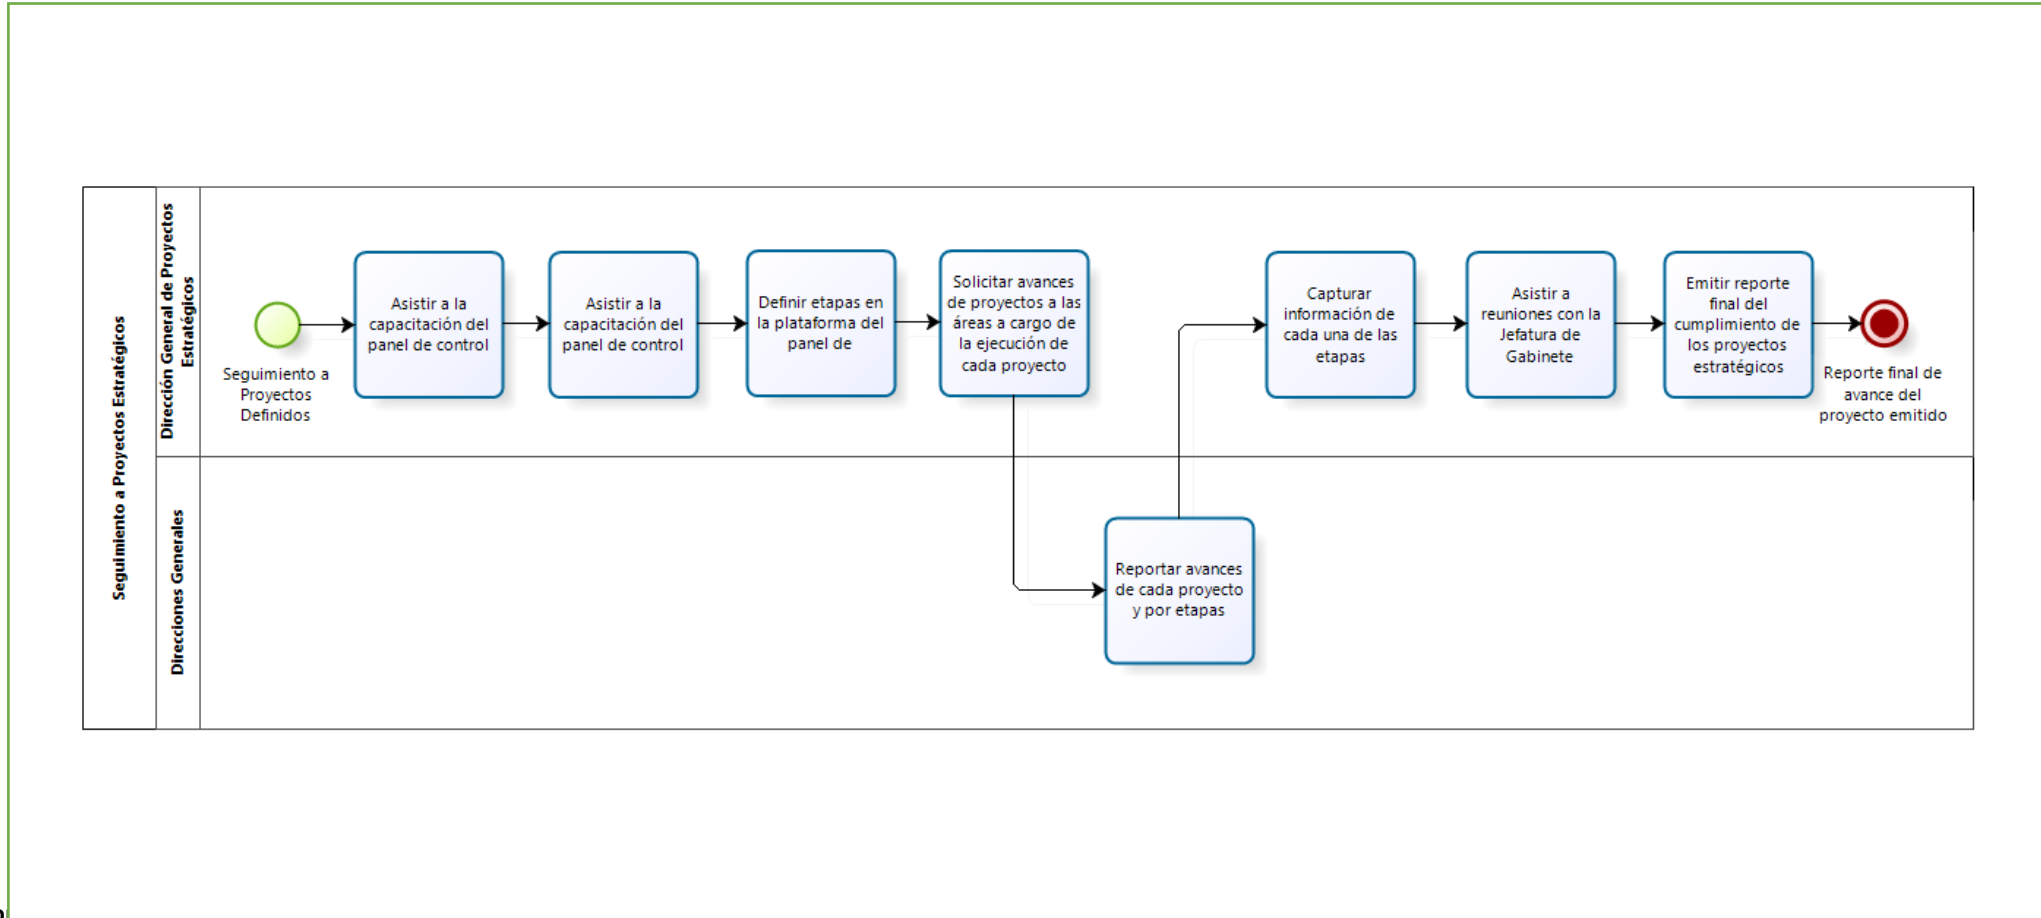 Seguimiento a Proyectos Estratégicos
Dirección General de Proyectos
Estratégicos
Seguimiento a
Proyectos
Definidos
Asistir a la
capacitación del
panel de control
Asistir a la
capacitación del
panel de control
Definir etapas en
la plataforma del
panel de
Solicitar avances
de proyectos a las
áreas a cargo de
la ejecución de
cada proyecto
Capturar
información de
cada una de las
etapas
Asistir a
reuniones con la
Jefatura de
Gabinete
Emitir reporte
final del
cumplimiento de
los proyectos
estratégicos
Reporte final de
avance del
proyecto emitido
Direcciones Generales
Reportar avances
de cada proyecto
y por etapas